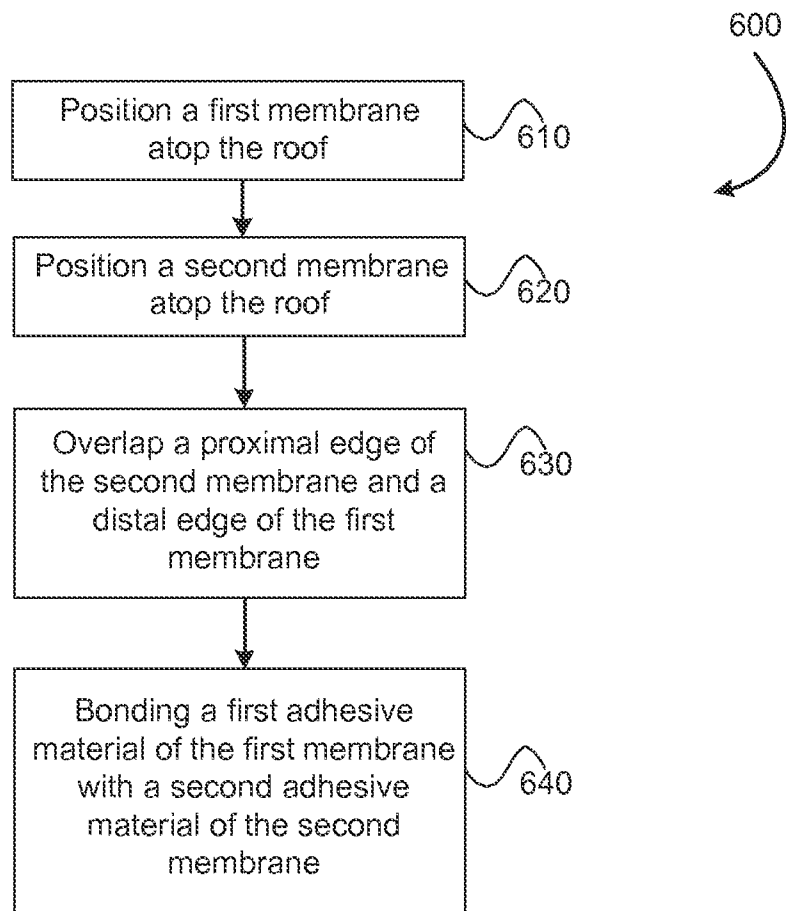 600
Position a first membrane
atop the roof
610
Position a second membrane
atop the roof
620
Overlap a proximal edge of
the second membrane and a
distal edge of the first
membrane
630
Bonding a first adhesive
material of the first membrane
with a second adhesive
material of the second
membrane
640